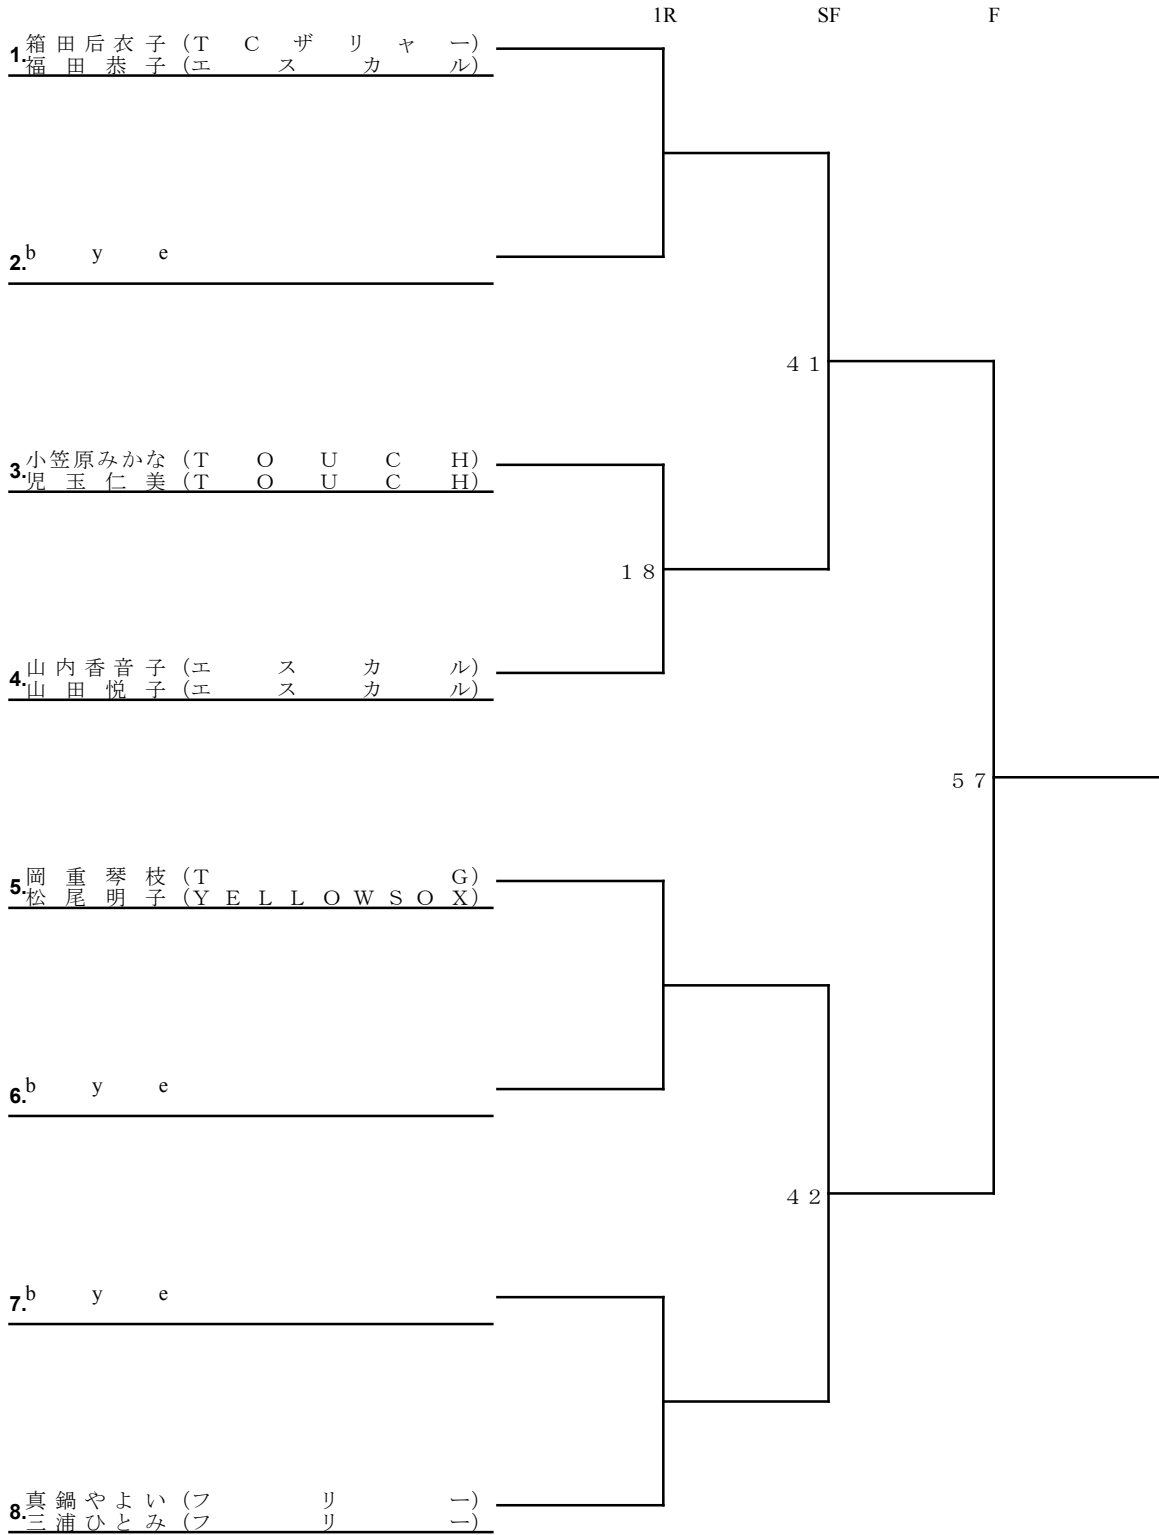 1R SF F
1. 箱田后衣子(TCザリャー)
福田恭子(エスカル)
2. bye
41
3. 小笠原みかな(TOUCH)
児玉仁美(TOUCH)
18
4. 山内香音子(エスカル)
山田悦子(エスカル)
57
5. 岡重琴枝(TG)
松尾明子(YELLOWSOX)
6. bye
42
7. bye
8. 真鍋やよい(フリー)
三浦ひとみ(フリー)